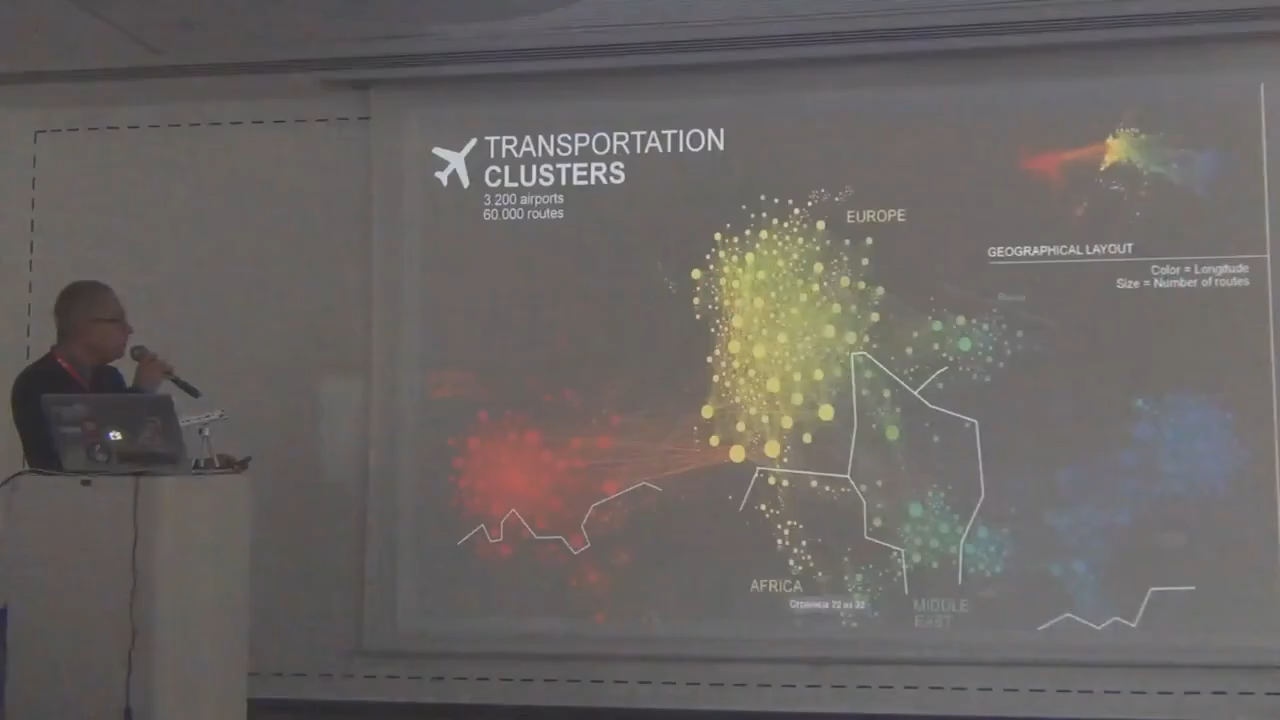 TRANSPORTATION
CLUSTERS
3 200 airports
60 000 routes
EUROPE
GEOGRAPHICAL LAYOUT
Color = Longitude
Size = Number of routes
Russia
AFRICA
Страница 22 из 32
MIDDLE
EAST